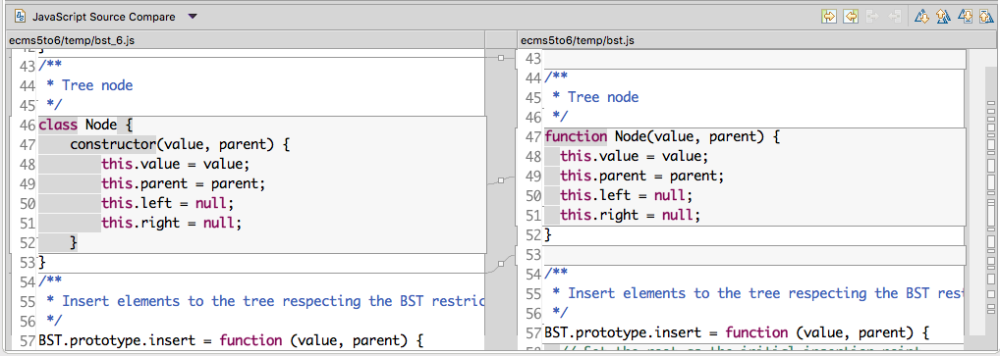 JavaScript Source Compare
ecms5to6/temp/bst_6.js
43 /**
44 * Tree node
45 */
46 class Node {
47 constructor(value, parent) {
48 this.value = value;
49 this.parent = parent;
50 this.left = null;
51 this.right = null;
52 }
53 }
54 /**
55 * Insert elements to the tree respecting the BST restric
56 */
57 BST.prototype.insert = function (value, parent) {
ecms5to6/temp/bst.js
43
44 /**
45 * Tree node
46 */
47 function Node(value, parent) {
48 this.value = value;
49 this.parent = parent;
50 this.left = null;
51 this.right = null;
52 }
53
54 /**
55 * Insert elements to the tree respecting the BST res
56 */
57 BST.prototype.insert = function (value, parent) {